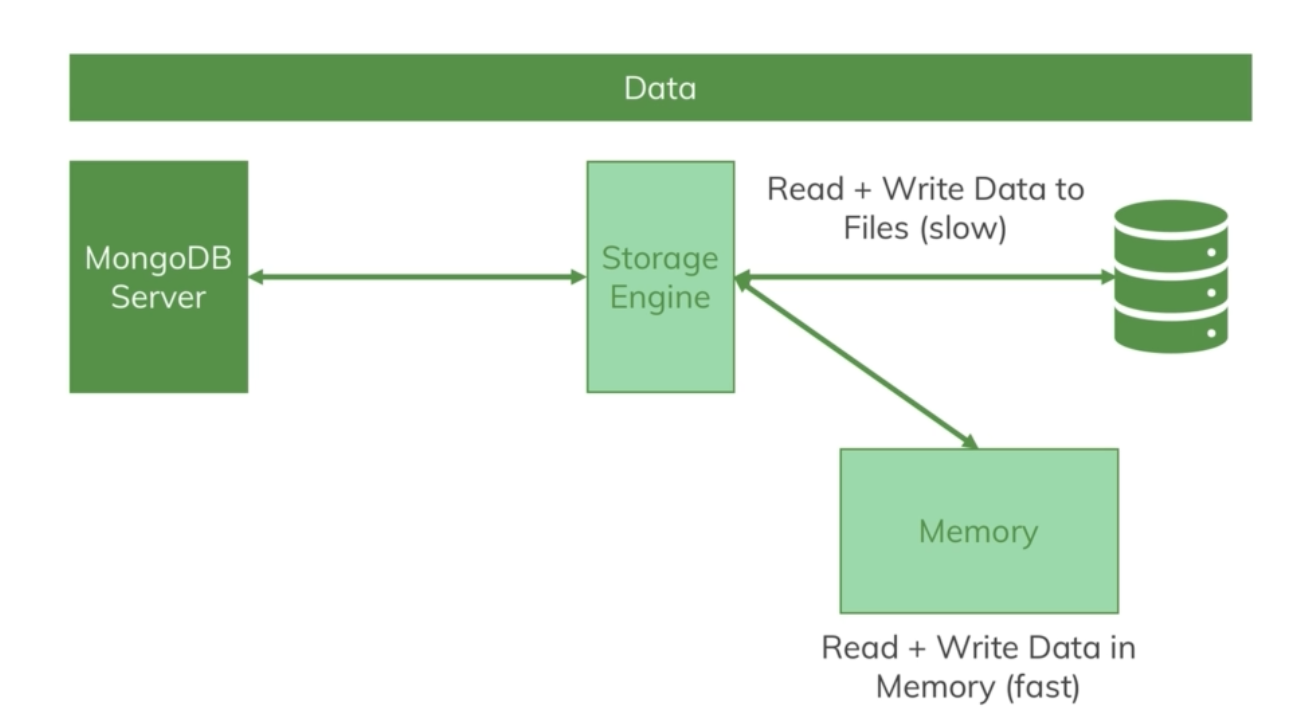 Data
MongoDB
Server
Storage
Engine
Read + Write Data to
Files (slow)
Memory
Read + Write Data in
Memory (fast)